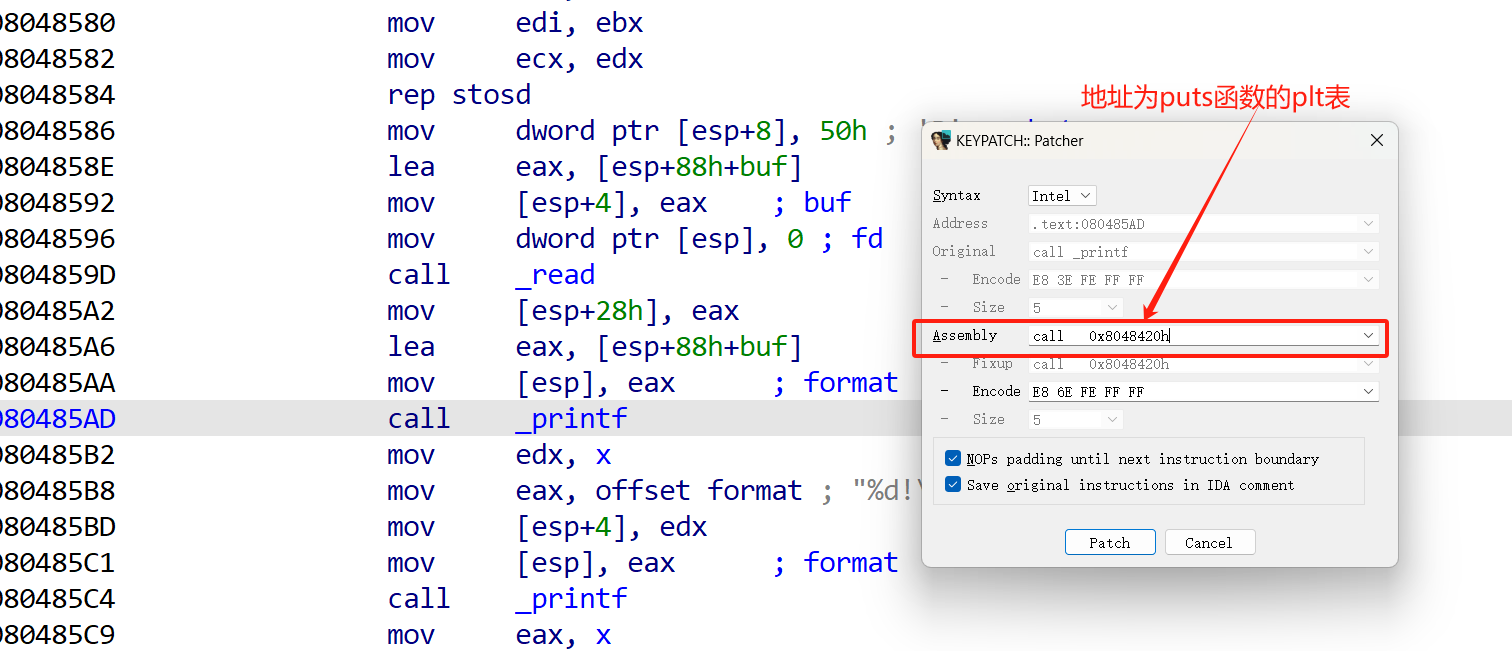 08048580 mov edi, ebx
08048582 mov ecx, edx
08048584 rep stosd
08048586 mov dword ptr [esp+8], 50h ;
0804858E lea eax, [esp+88h+buf]
08048592 mov [esp+4], eax ; buf
08048596 mov dword ptr [esp], 0 ; fd
0804859D call _read
080485A2 mov [esp+28h], eax
080485A6 lea eax, [esp+88h+buf]
080485AA mov [esp], eax ; format
080485AD call _printf
080485B2 mov edx, x
080485B8 mov eax, offset format ; "%d!\
080485BD mov [esp+4], edx
080485C1 mov [esp], eax ; format
080485C4 call _printf
080485C9 mov eax, x
地址为puts函数的plt表
KEYPATCH:: Patcher
Syntax Intel
Address .text:080485AD
Original call _printf
- Encode E8 3E FE FF FF
- Size 5
Assembly call 0x8048420h
- Fixup call 0x8048420h
- Encode E8 6E FE FF FF
- Size 5
NOPs padding until next instruction boundary
Save original instructions in IDA comment
Patch Cancel